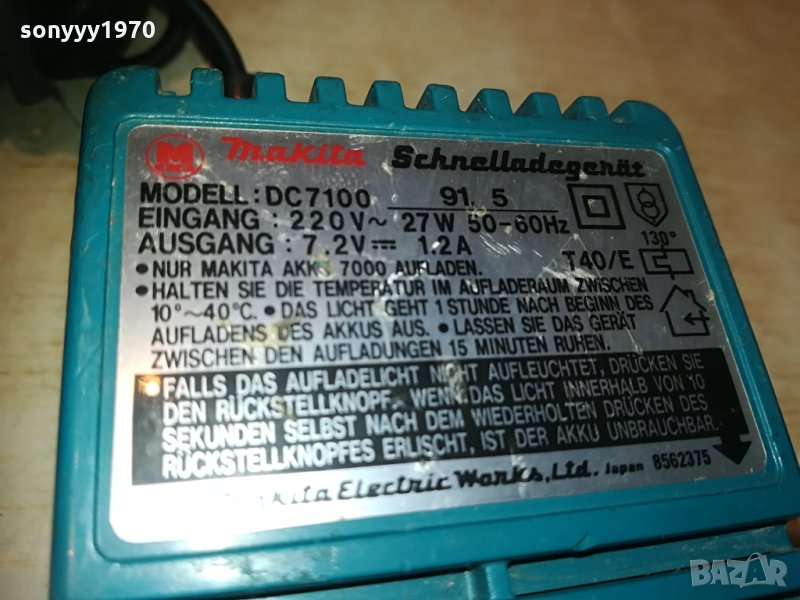 sonyyy1970
M makita Schnelladegerät
MODELL: DC7100 91. 5
EINGANG : 220V~ 27W 50-60Hz
AUSGANG : 7.2V⎓ 1.2A
130°
T40/E
•NUR MAKITA AKKU 7000 AUFLADEN.
•HALTEN SIE DIE TEMPERATUR IM AUFLADERAUM ZWISCHEN
10°~40°C. •DAS LICHT GEHT 1 STUNDE NACH BEGINN DES
AUFLADENS DES AKKUS AUS. •LASSEN SIE DAS GERÄT
ZWISCHEN DEN AUFLADUNGEN 15 MINUTEN RUHEN.
•FALLS DAS AUFLADELICHT NICHT AUFLEUCHTET, DRÜCKEN SIE
DEN RÜCKSTELLKNOPF. WENN DAS LICHT INNERHALB VON 10
SEKUNDEN SELBST NACH DEM WIEDERHOLTEN DRÜCKEN DES
RÜCKSTELLKNOPFES ERLISCHT, IST DER AKKU UNBRAUCHBAR.
Makita Electric Works, Ltd. Japan 8562375
BAZAR